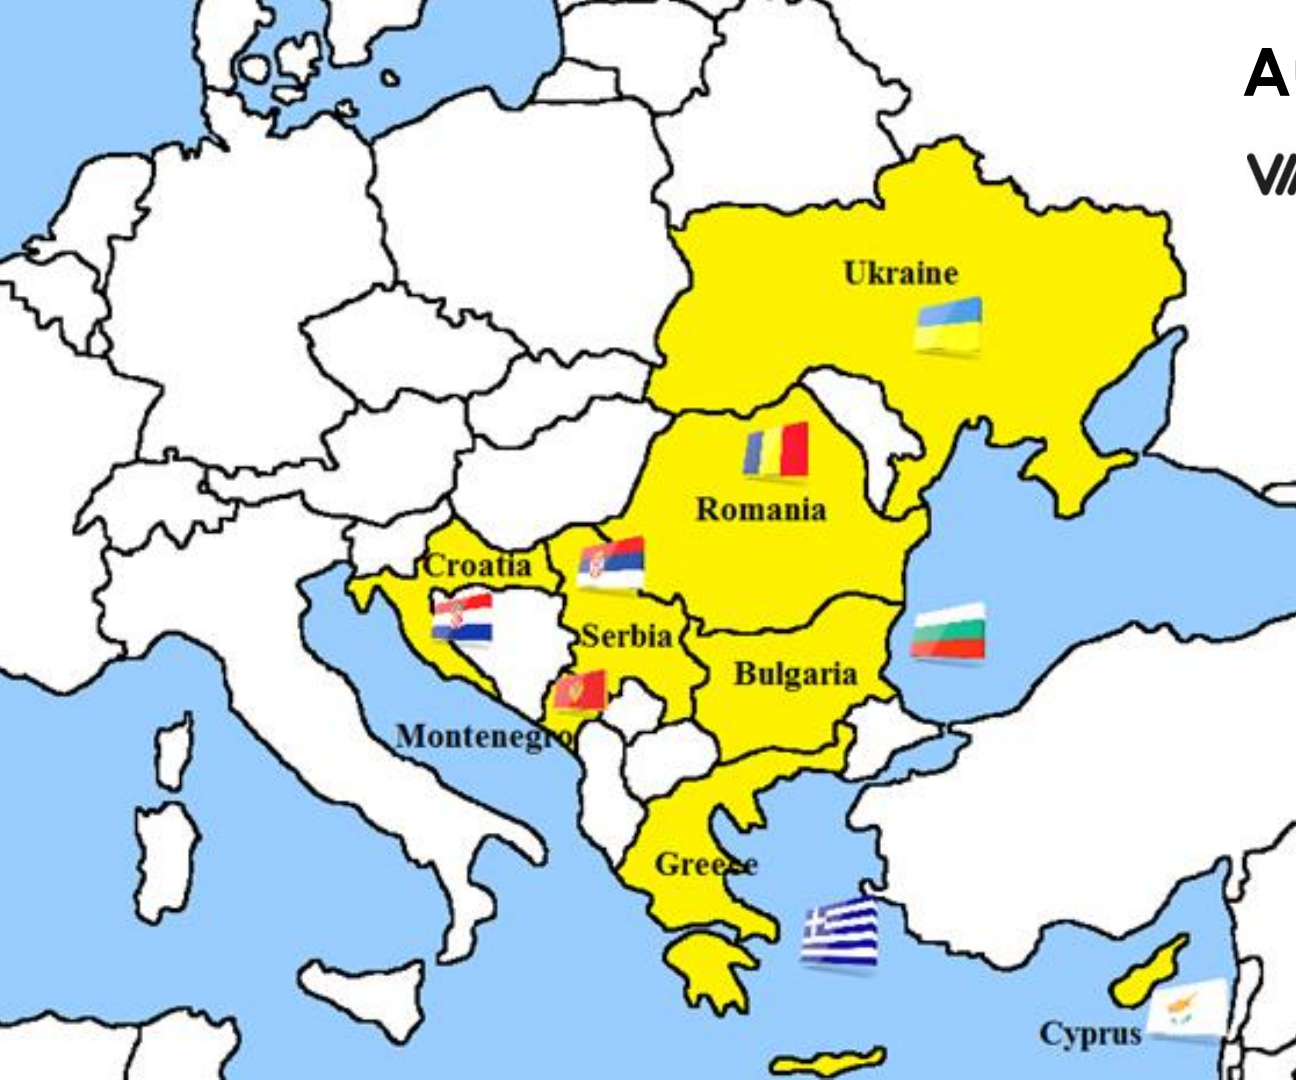 Ukraine
Romania
Croatia
Serbia
Bulgaria
Montenegro
Greece
Cyprus